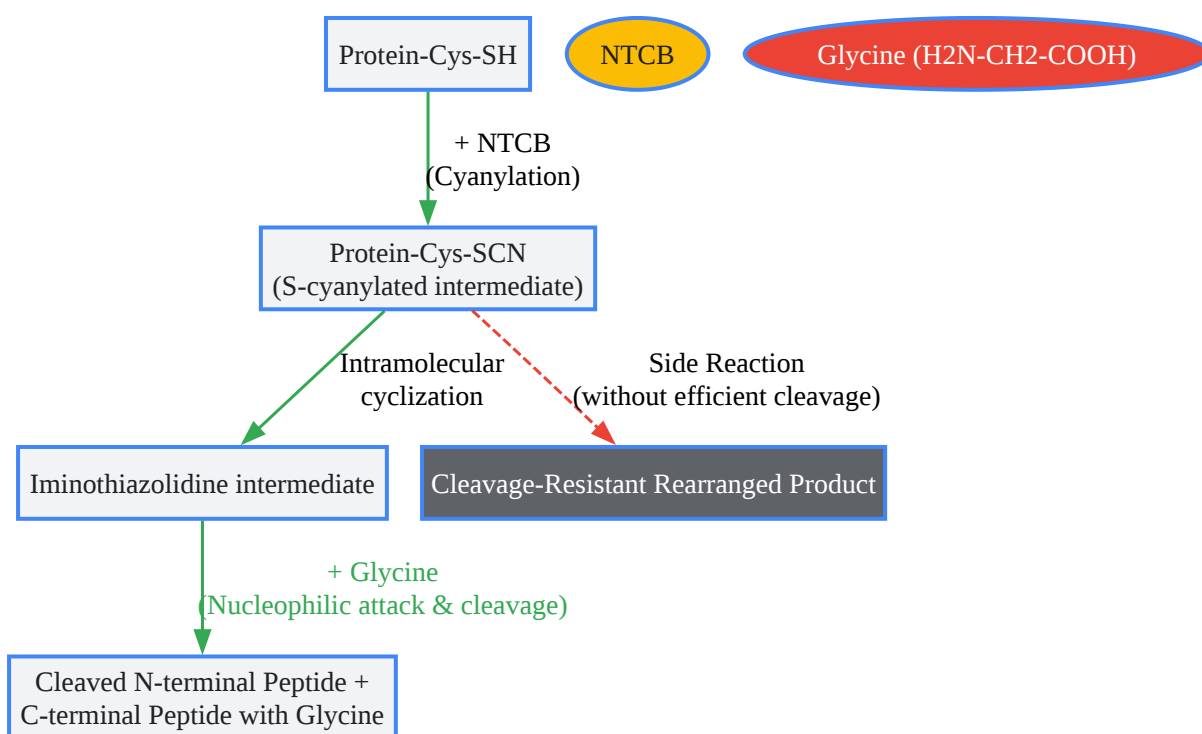 Protein-Cys-SH
NTCB
Glycine (H2N-CH2-COOH)
+ NTCB
(Cyanylation)
Protein-Cys-SCN
(S-cyanylated intermediate)
Intramolecular
cyclization
Side Reaction
(without efficient cleavage)
Iminothiazolidine intermediate
Cleavage-Resistant Rearranged Product
+ Glycine
(Nucleophilic attack & cleavage)
Cleaved N-terminal Peptide +
C-terminal Peptide with Glycine